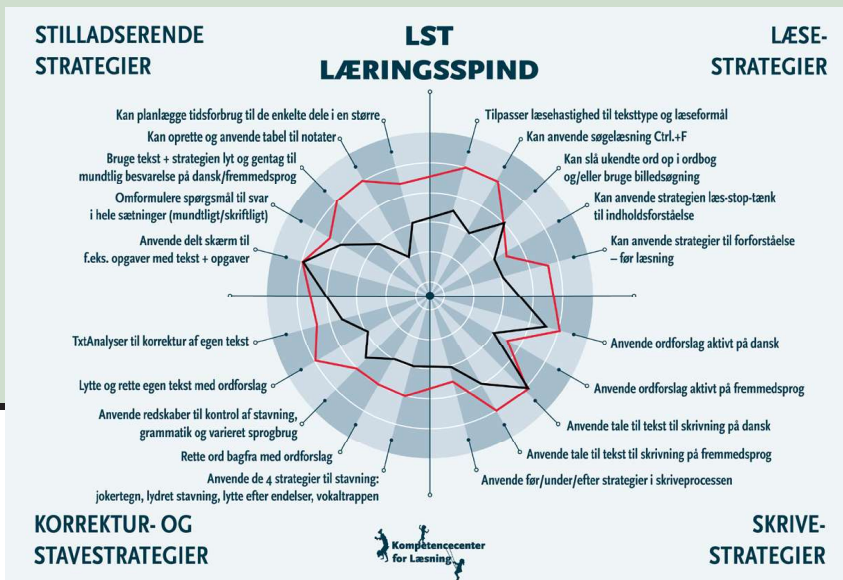 STILLADSERENDE
STRATEGIER
LST
LÆRINGSSPIND
LÆSE-
STRATEGIER
Kan planlægge tidsforbrug til de enkelte dele i en større
Kan oprette og anvende tabel til notater
Bruge tekst + strategien lyt og gentag til
mundtlig besvarelse på dansk/fremmedsprog
Omformulere spørgsmål til svar
i hele sætninger (mundtligt/skriftligt)
Anvende delt skærm til
f.eks. opgaver med tekst + opgaver
Tilpasser læsehastighed til teksttype og læseformål
Kan anvende søgelæsning Ctrl.+F
Kan slå ukendte ord op i ordbog
og/eller bruge billedsøgning
Kan anvende strategien læs-stop-tænk
til indholdsforståelse
Kan anvende strategier til forforståelse
– før læsning
TxtAnalyser til korrektur af egen tekst
Lytte og rette egen tekst med ordforslag
Anvende redskaber til kontrol af stavning,
grammatik og varieret sprogbrug
Rette ord bagfra med ordforslag
Anvende de 4 strategier til stavning:
jokertegn, lydret stavning, lytte efter endelser, vokaltrappen
Anvende ordforslag aktivt på dansk
Anvende ordforslag aktivt på fremmedsprog
Anvende tale til tekst til skrivning på dansk
Anvende tale til tekst til skrivning på fremmedsprog
Anvende før/under/efter strategier i skriveprocessen
KORREKTUR- OG
STAVESTRATEGIER
Kompetencecenter
for Læsning
SKRIVE-
STRATEGIER